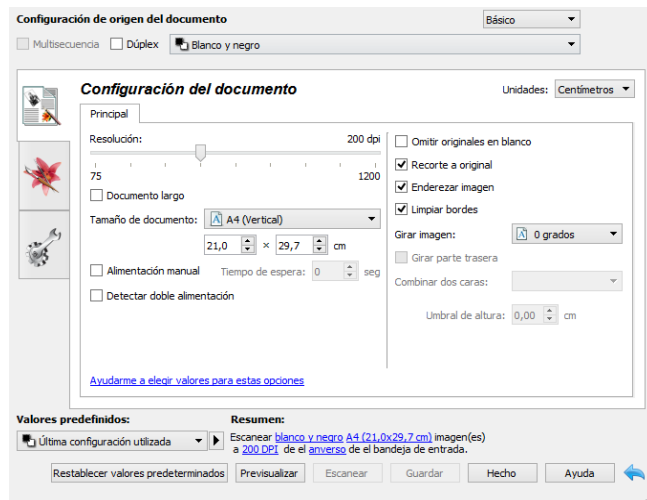 Configuración de origen del documento
Básico
Multisecuencia
Dúplex
Blanco y negro
Configuración del documento
Unidades:
Centímetros
Principal
Resolución:
200 dpi
75
1200
Documento largo
Tamaño de documento:
A4 (Vertical)
21,0 × 29,7 cm
Alimentación manual
Tiempo de espera: 0 seg
Detectar doble alimentación
Omitir originales en blanco
Recorte a original
Enderezar imagen
Limpiar bordes
Girar imagen:
0 grados
Girar parte trasera
Combinar dos caras:
Umbral de altura: 0,00 cm
Ayudarme a elegir valores para estas opciones
Valores predefinidos:
Última configuración utilizada
Resumen:
Escanear blanco y negro A4 (21,0x29,7 cm) imagen(es)
a 200 DPI de el anverso de el bandeja de entrada.
Restablecer valores predeterminados
Previsualizar
Escanear
Guardar
Hecho
Ayuda